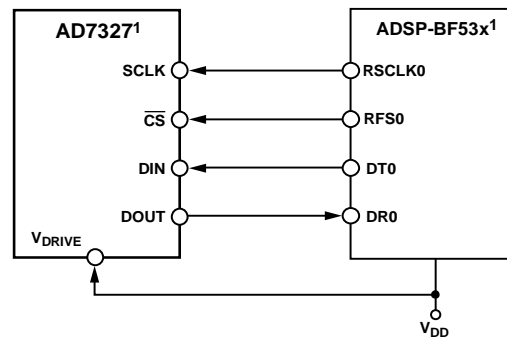 AD7327¹
ADSP-BF53x¹
SCLK
RSCLK0
CS
RFS0
DIN
DT0
DOUT
DR0
VDRIVE
VDD